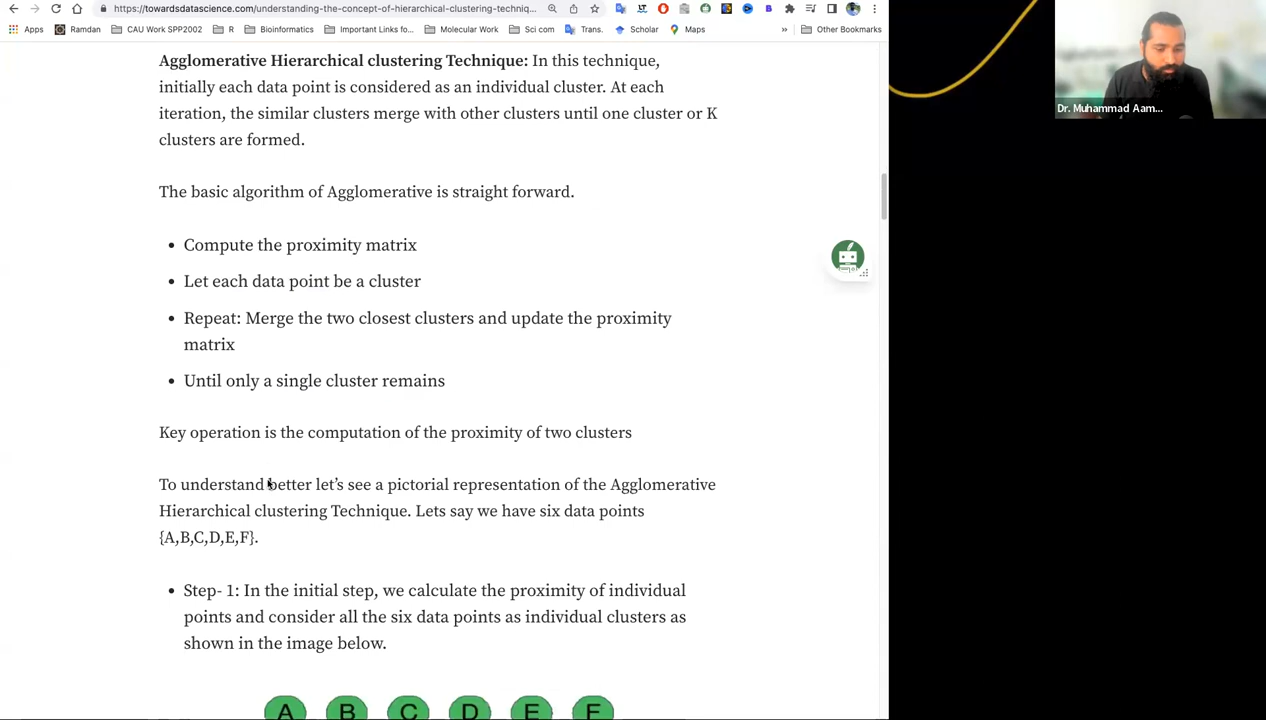 https://towardsdatascience.com/understanding-the-concept-of-hierarchical-clustering-techniq...
Apps
Ramdan
CAU Work SPP2002
R
Bioinformatics
Important Links fo...
Molecular Work
Sci com
Trans.
Scholar
Maps
»
Other Bookmarks
Agglomerative Hierarchical clustering Technique: In this technique,
initially each data point is considered as an individual cluster. At each
iteration, the similar clusters merge with other clusters until one cluster or K
clusters are formed.
The basic algorithm of Agglomerative is straight forward.
• Compute the proximity matrix
• Let each data point be a cluster
• Repeat: Merge the two closest clusters and update the proximity
matrix
• Until only a single cluster remains
Key operation is the computation of the proximity of two clusters
To understand better let’s see a pictorial representation of the Agglomerative
Hierarchical clustering Technique. Lets say we have six data points
{A,B,C,D,E,F}.
• Step- 1: In the initial step, we calculate the proximity of individual
points and consider all the six data points as individual clusters as
shown in the image below.
A B C D E F
Dr. Muhammad Aam...